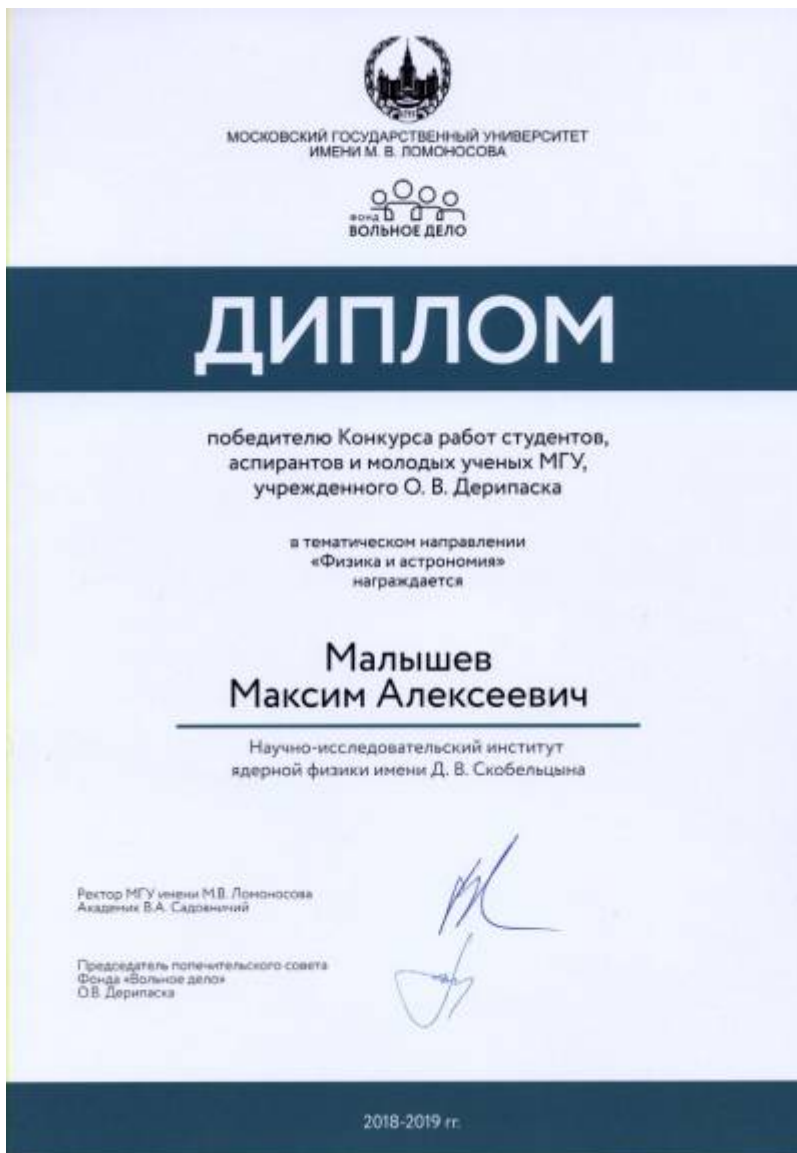 МОСКОВСКИЙ ГОСУДАРСТВЕННЫЙ УНИВЕРСИТЕТ
ИМЕНИ М. В. ЛОМОНОСОВА
ФОНД
ВОЛЬНОЕ ДЕЛО
ДИПЛОМ
победителю Конкурса работ студентов,
аспирантов и молодых ученых МГУ,
учрежденного О. В. Дерипаска
в тематическом направлении
«Физика и астрономия»
награждается
Малышев
Максим Алексеевич
Научно-исследовательский институт
ядерной физики имени Д. В. Скобельцына
Ректор МГУ имени М.В. Ломоносова
Академик В.А. Садовничий
Председатель попечительского совета
Фонда «Вольное дело»
О.В. Дерипаска
2018-2019 гг.